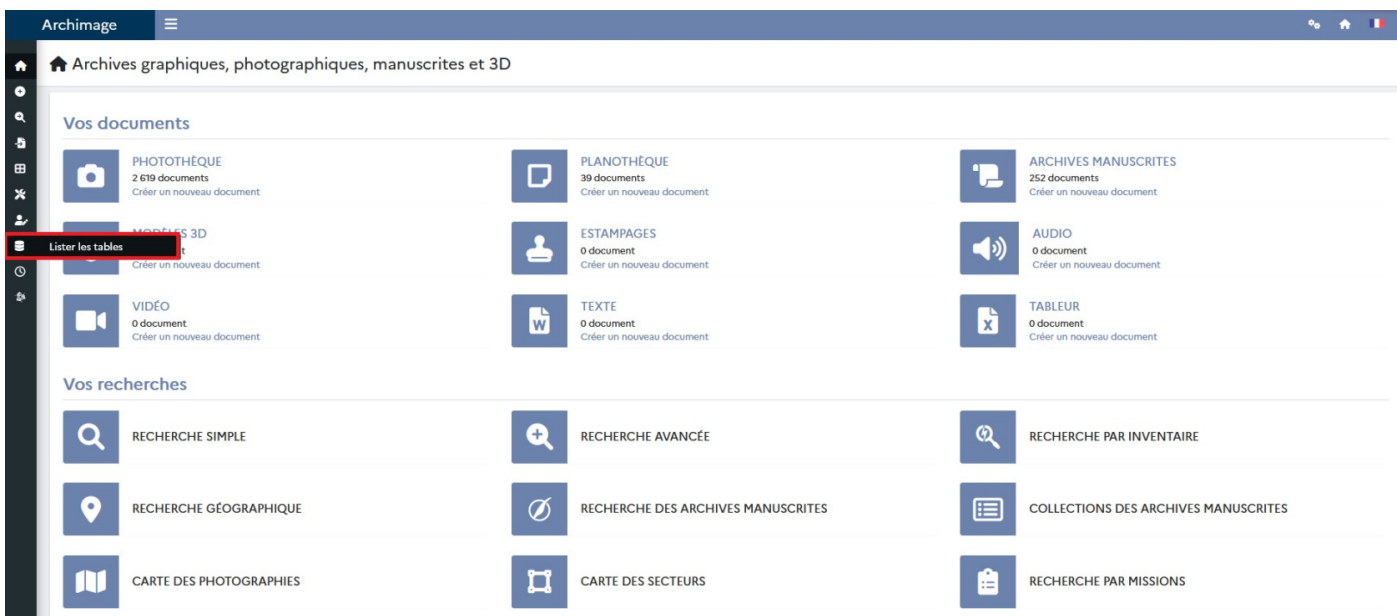 Archimage
Archives graphiques, photographiques, manuscrites et 3D
Vos documents
PHOTOTHÈQUE
2 619 documents
Créer un nouveau document
PLANOTHÈQUE
39 documents
Créer un nouveau document
ARCHIVES MANUSCRITES
252 documents
Créer un nouveau document
MODÈLES 3D
Lister les tables
t
Créer un nouveau document
ESTAMPAGES
0 document
Créer un nouveau document
AUDIO
0 document
Créer un nouveau document
VIDÉO
0 document
Créer un nouveau document
W
TEXTE
0 document
Créer un nouveau document
X
TABLEUR
0 document
Créer un nouveau document
Vos recherches
RECHERCHE SIMPLE
RECHERCHE AVANCÉE
RECHERCHE PAR INVENTAIRE
RECHERCHE GÉOGRAPHIQUE
RECHERCHE DES ARCHIVES MANUSCRITES
COLLECTIONS DES ARCHIVES MANUSCRITES
CARTE DES PHOTOGRAPHIES
CARTE DES SECTEURS
RECHERCHE PAR MISSIONS